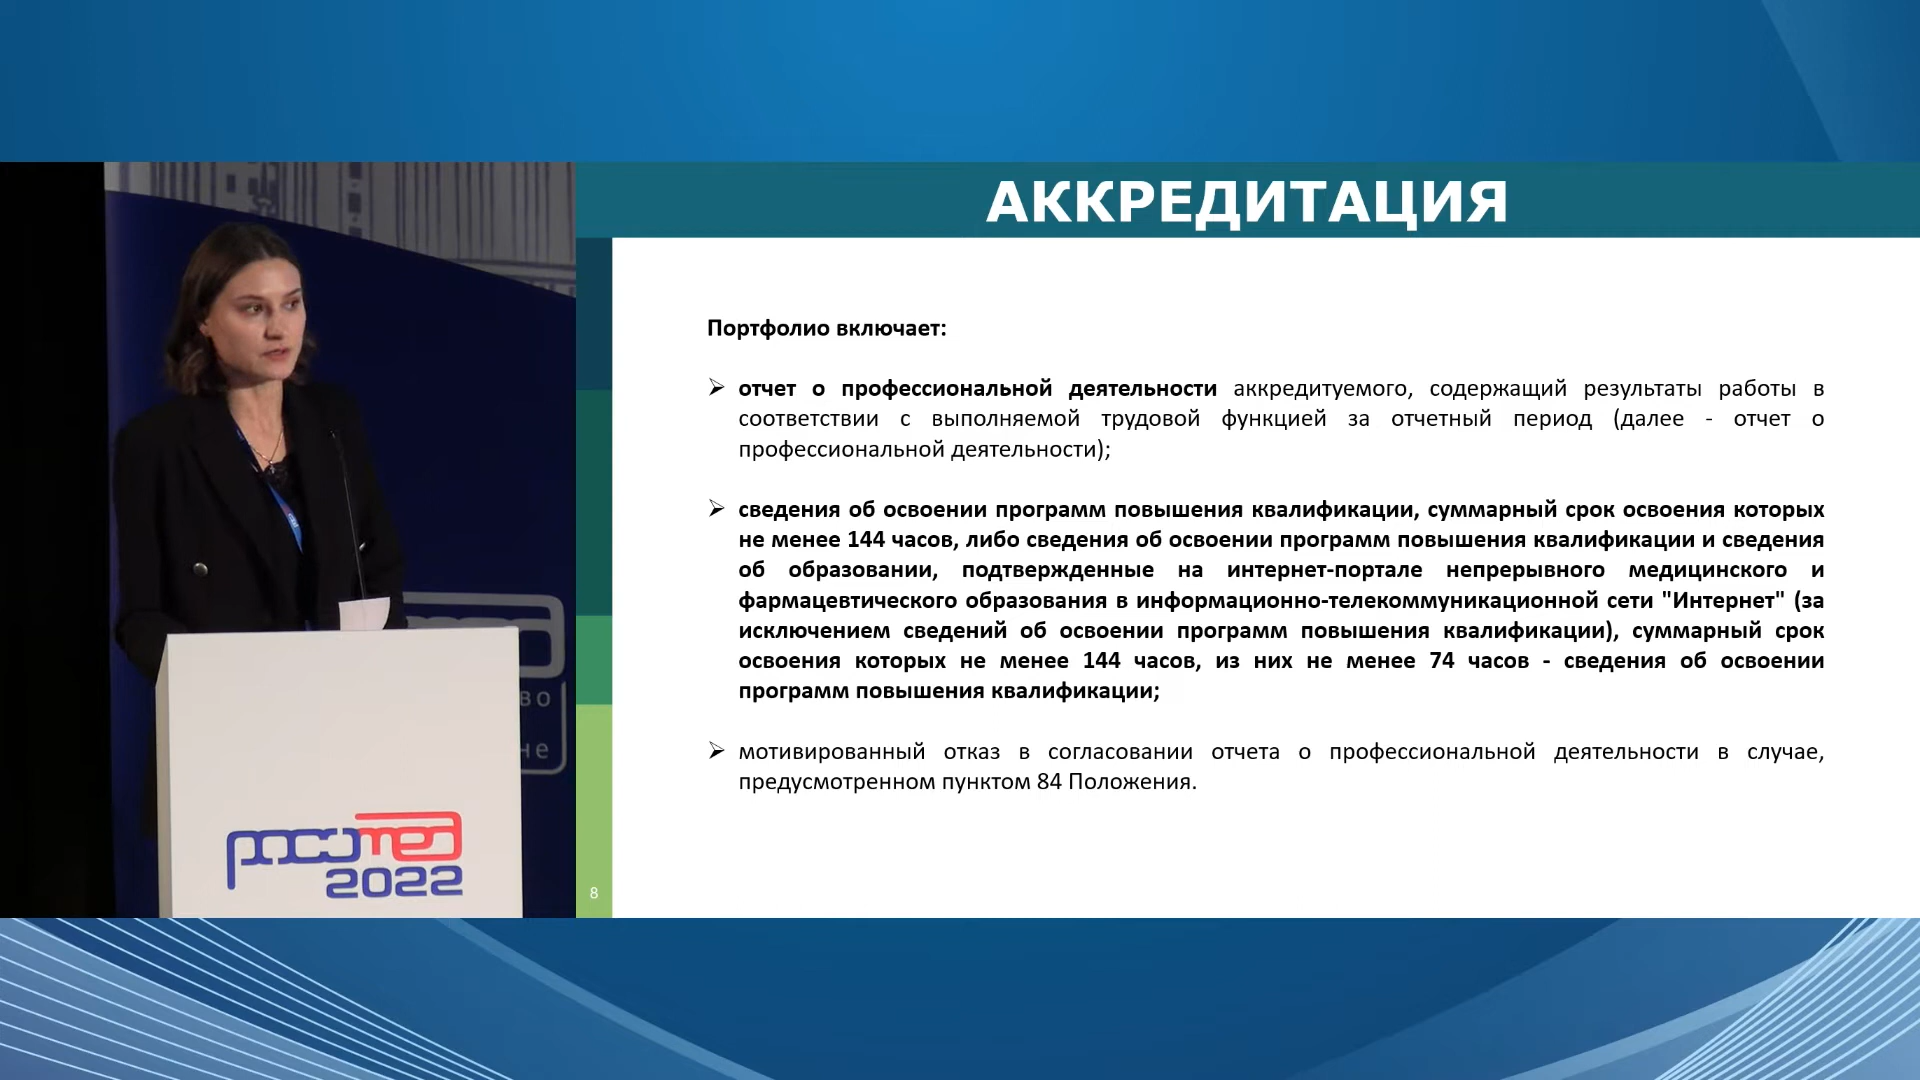 АККРЕДИТАЦИЯ
Портфолио включает:
➢ отчет о профессиональной деятельности аккредитуемого, содержащий результаты работы в
соответствии с выполняемой трудовой функцией за отчетный период (далее - отчет о
профессиональной деятельности);
➢ сведения об освоении программ повышения квалификации, суммарный срок освоения которых
не менее 144 часов, либо сведения об освоении программ повышения квалификации и сведения
об образовании, подтвержденные на интернет-портале непрерывного медицинского и
фармацевтического образования в информационно-телекоммуникационной сети "Интернет" (за
исключением сведений об освоении программ повышения квалификации), суммарный срок
освоения которых не менее 144 часов, из них не менее 74 часов - сведения об освоении
программ повышения квалификации;
➢ мотивированный отказ в согласовании отчета о профессиональной деятельности в случае,
предусмотренном пунктом 84 Положения.
8
во
не
росомед
2022